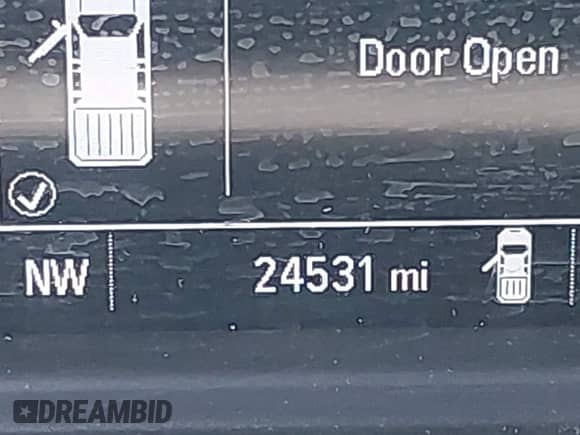 Door Open
NW 24531 mi
DREAMBID